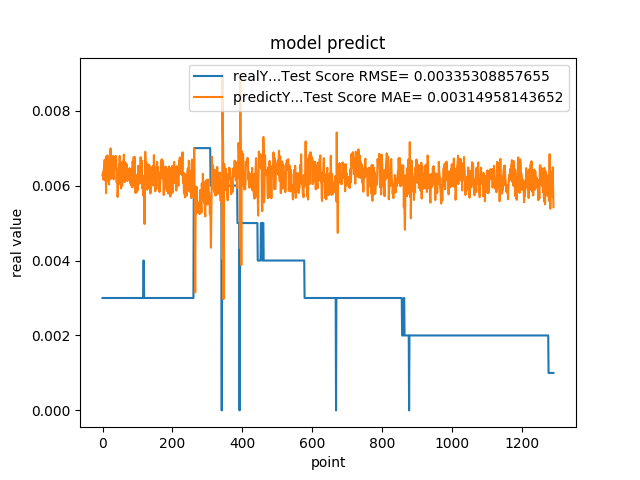 model predict
realY...Test Score RMSE= 0.00335308857655
predictY...Test Score MAE= 0.00314958143652
real value
0.008
0.006
0.004
0.002
0.000
0 200 400 600 800 1000 1200
point